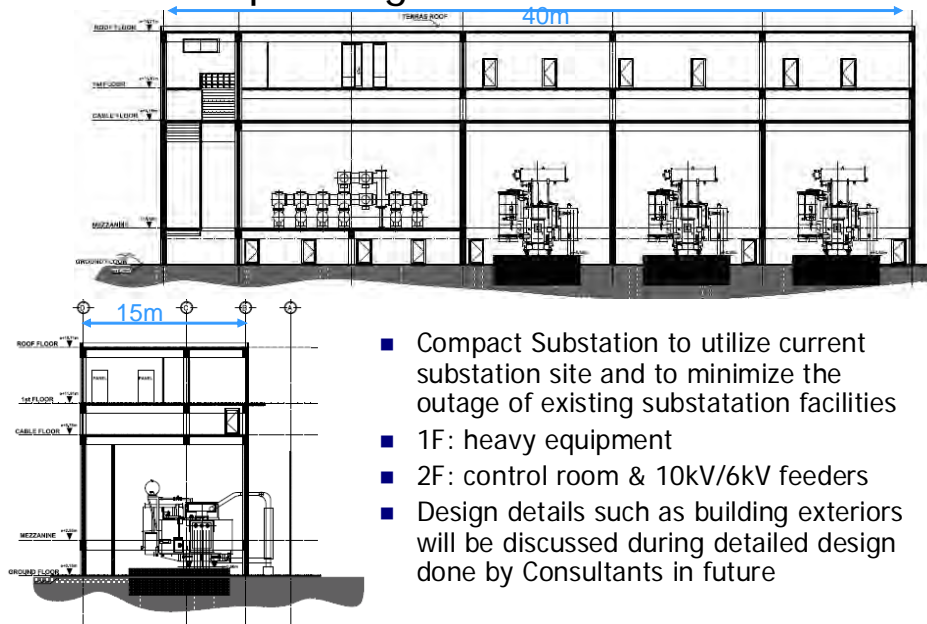 40m
TERRAS ROOF
ROOF FLOOR
1st FLOOR
CABLE FLOOR
MEZZANINE
GROUND FLOOR
D
C
B
A
15m
ROOF FLOOR
PANEL
PANEL
1st FLOOR
CABLE FLOOR
MEZZANINE
GROUND FLOOR
■ Compact Substation to utilize current
substation site and to minimize the
outage of existing substatation facilities
■ 1F: heavy equipment
■ 2F: control room & 10kV/6kV feeders
■ Design details such as building exteriors
will be discussed during detailed design
done by Consultants in future